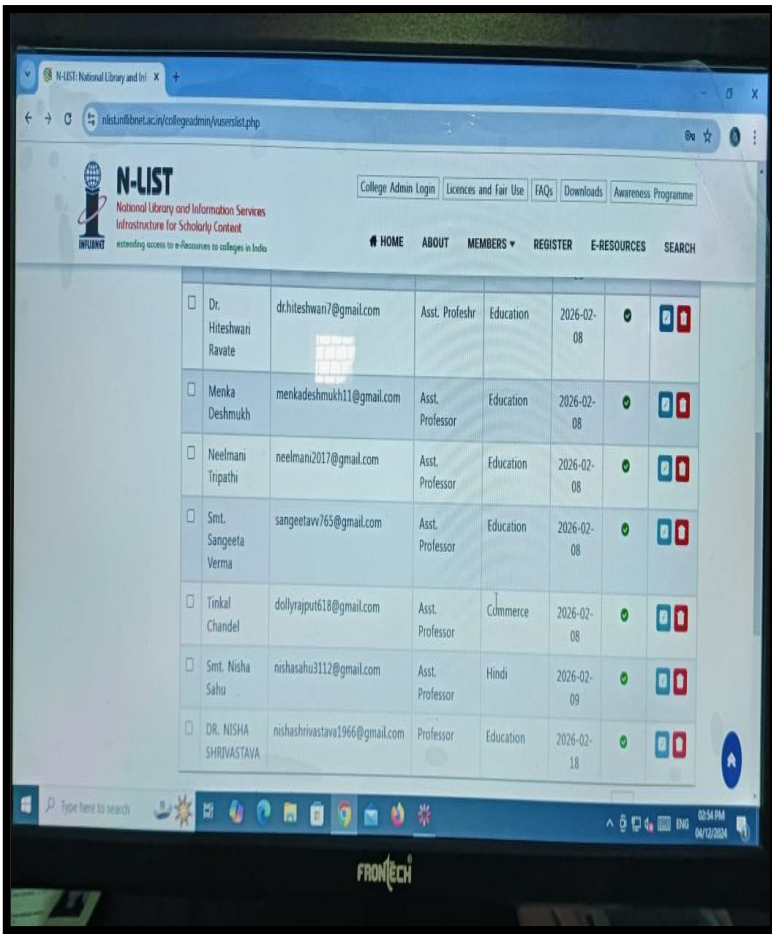 N-LIST: National Library and Inf
nlist.inflibnet.ac.in/collegeadmin/vuserslist.php
N-LIST
National Library and Information Services
Infrastructure for Scholarly Content
extending access to e-Resources to colleges in India
INFLIBNET
College Admin Login Licences and Fair Use FAQs Downloads Awareness Programme
HOME ABOUT MEMBERS REGISTER E-RESOURCES SEARCH
Dr. Hiteshwari Ravate dr.hiteshwari7@gmail.com Asst. Profeshr Education 2026-02-08
Menka Deshmukh menkadeshmukh11@gmail.com Asst. Professor Education 2026-02-08
Neelmani Tripathi neelmani2017@gmail.com Asst. Professor Education 2026-02-08
Smt. Sangeeta Verma sangeetavv765@gmail.com Asst. Professor Education 2026-02-08
Tinkal Chandel dollyrajput618@gmail.com Asst. Professor Commerce 2026-02-08
Smt. Nisha Sahu nishasahu3112@gmail.com Asst. Professor Hindi 2026-02-09
DR. NISHA SHRIVASTAVA nishashrivastava1966@gmail.com Professor Education 2026-02-18
Type here to search
ENG
02:54 PM
04/12/2024
FRONTECH